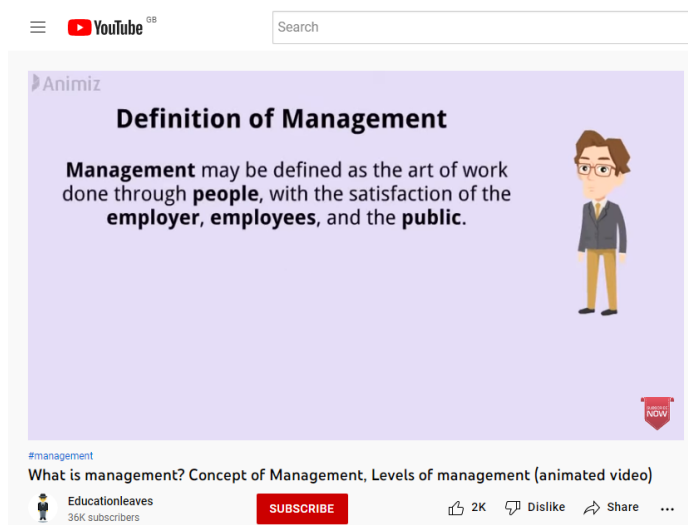 YouTube GB
Search
Animiz
Definition of Management
Management may be defined as the art of work
done through people, with the satisfaction of the
employer, employees, and the public.
SUBSCRIBE
NOW
#management
What is management? Concept of Management, Levels of management (animated video)
Educationleaves
36K subscribers
SUBSCRIBE
2K
Dislike
Share